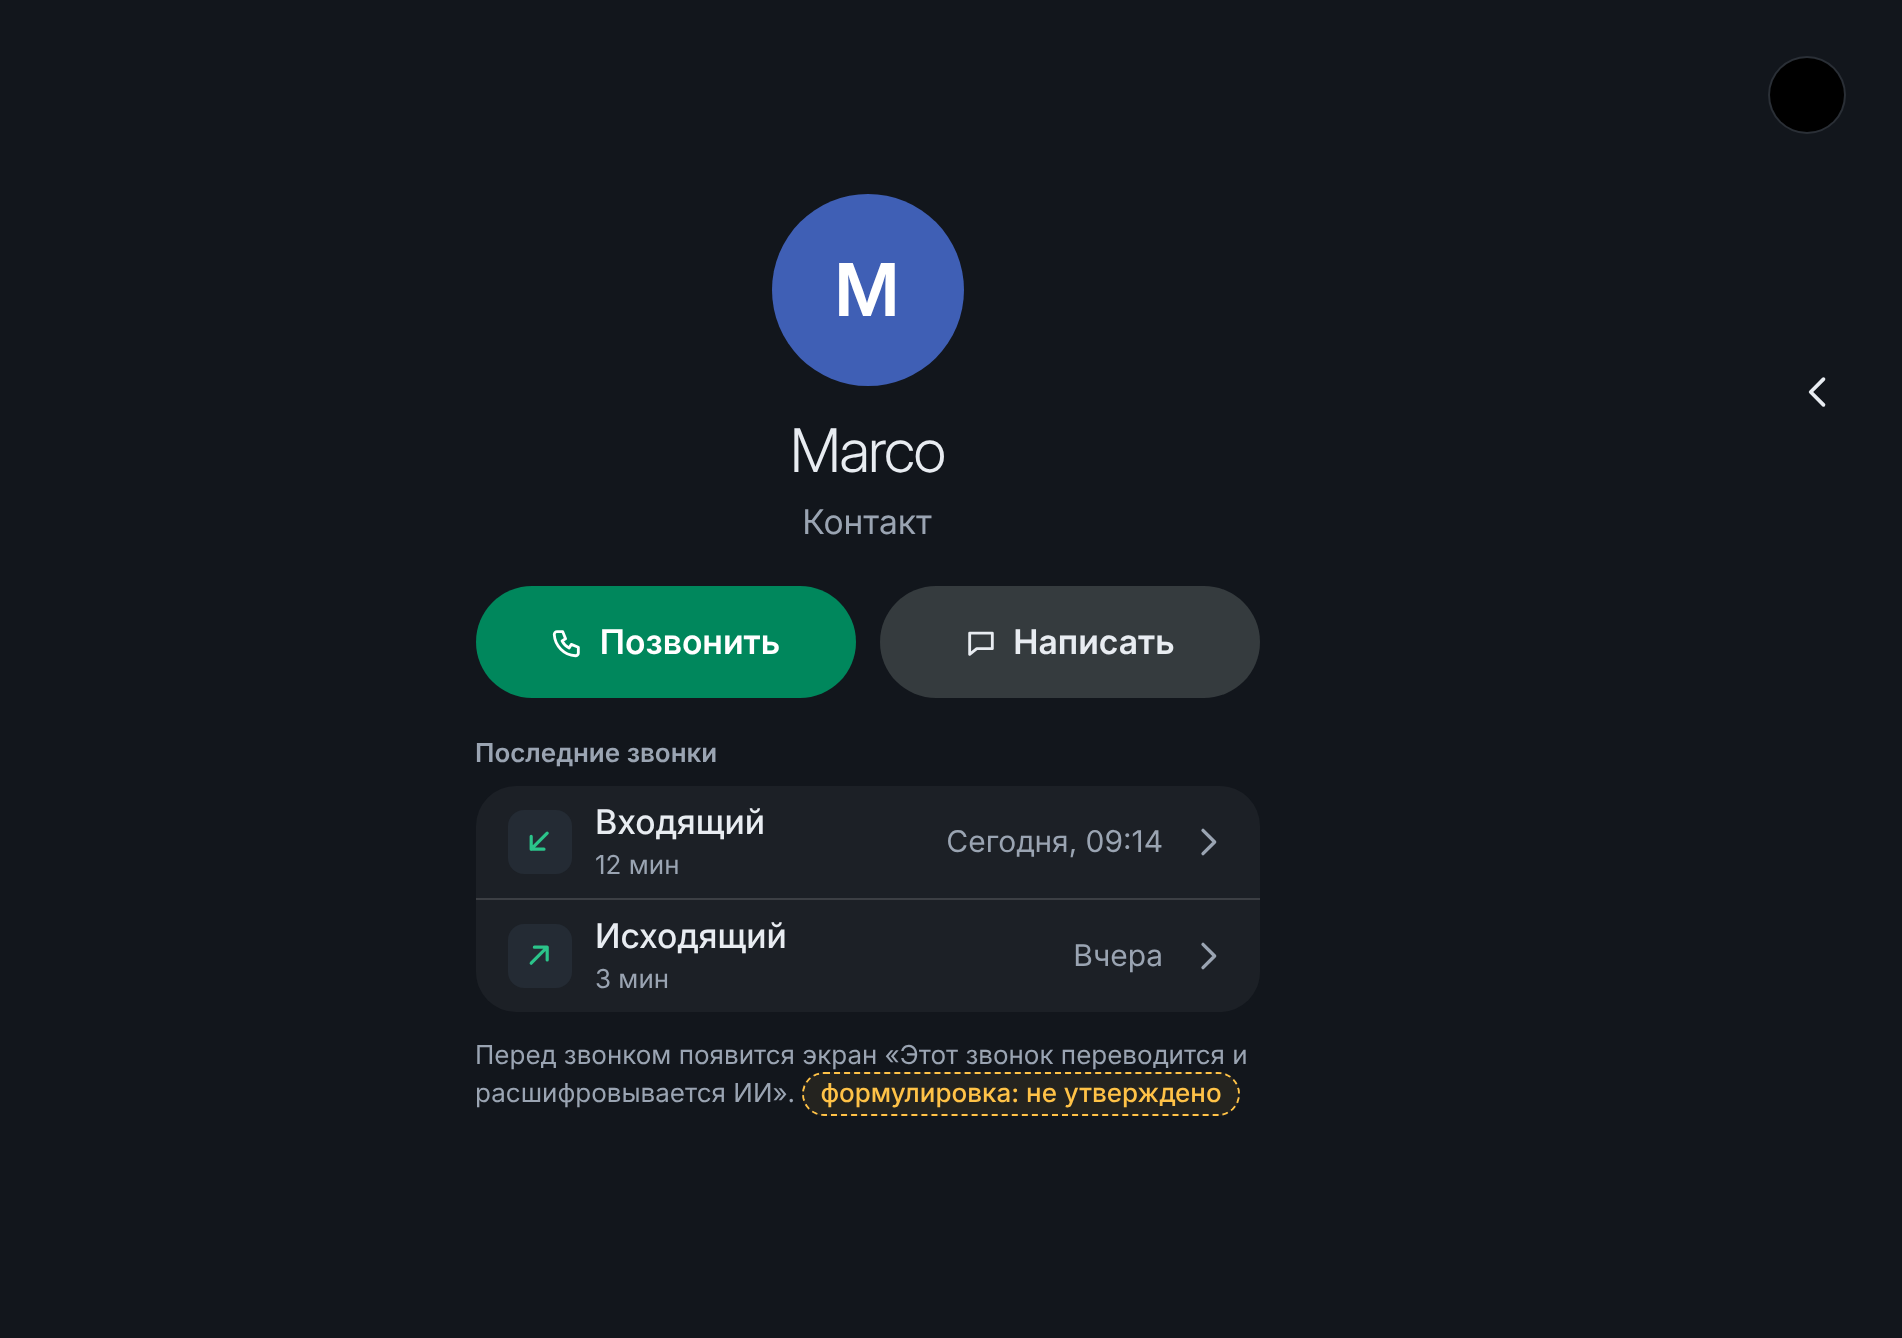 M
Marco
Контакт
Позвонить
Написать
Последние звонки
Входящий
12 мин
Сегодня, 09:14
Исходящий
3 мин
Вчера
Перед звонком появится экран «Этот звонок переводится и
расшифровывается ИИ». формулировка: не утверждено